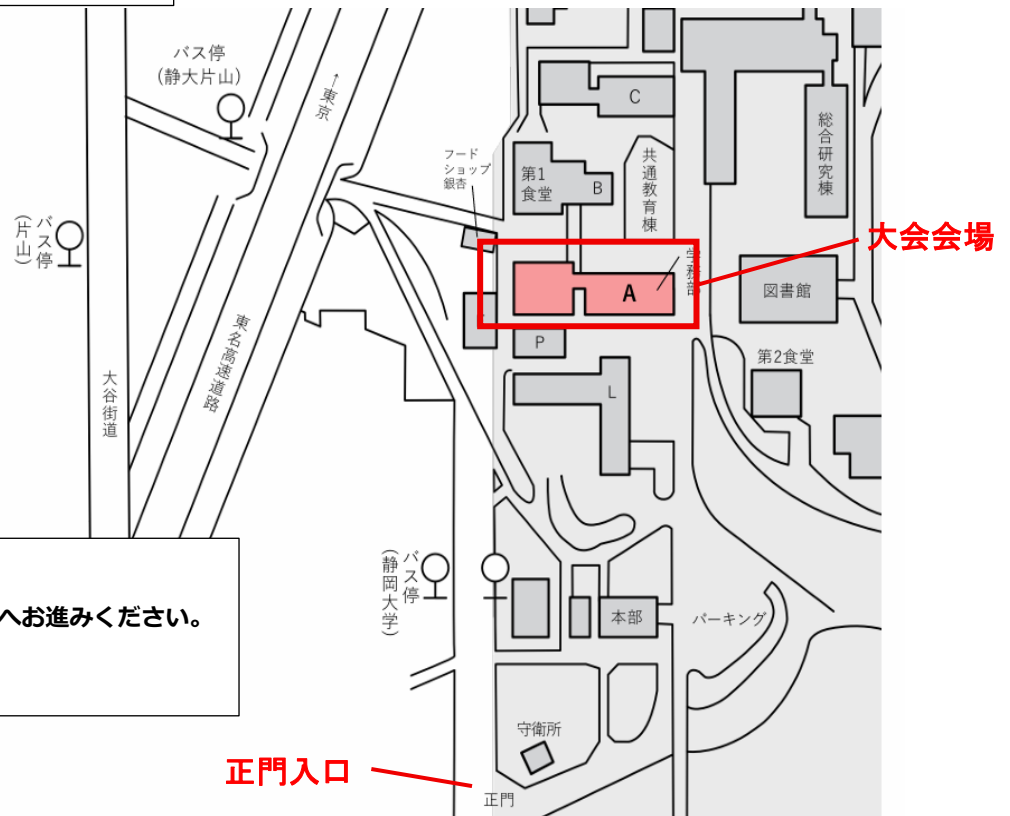 バス停
(静大片山)
←東京
C
総合研究棟
フード
ショップ
銀杏
第1
食堂
B
共通教育棟
バス停
(片山)
大会会場
学務部
A
図書館
東名高速道路
P
第2食堂
大谷街道
L
バス停
(静岡大学)
へお進みください。
本部
パーキング
守衛所
正門入口
正門